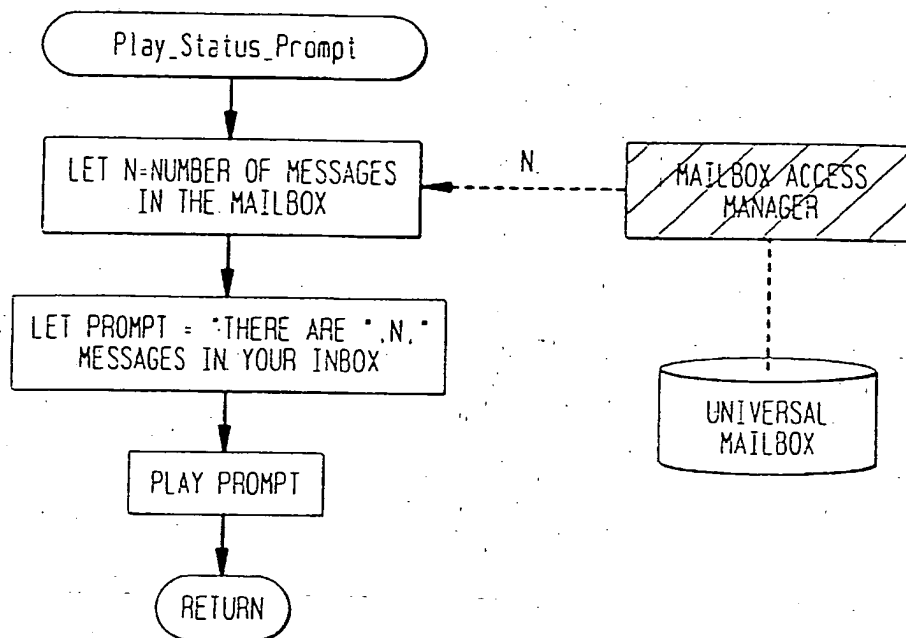 Play_Status_Prompt
LET N=NUMBER OF MESSAGES
IN THE MAILBOX
N
MAILBOX ACCESS
MANAGER
LET PROMPT = "THERE ARE ",N,"
MESSAGES IN YOUR INBOX
UNIVERSAL
MAILBOX
PLAY PROMPT
RETURN